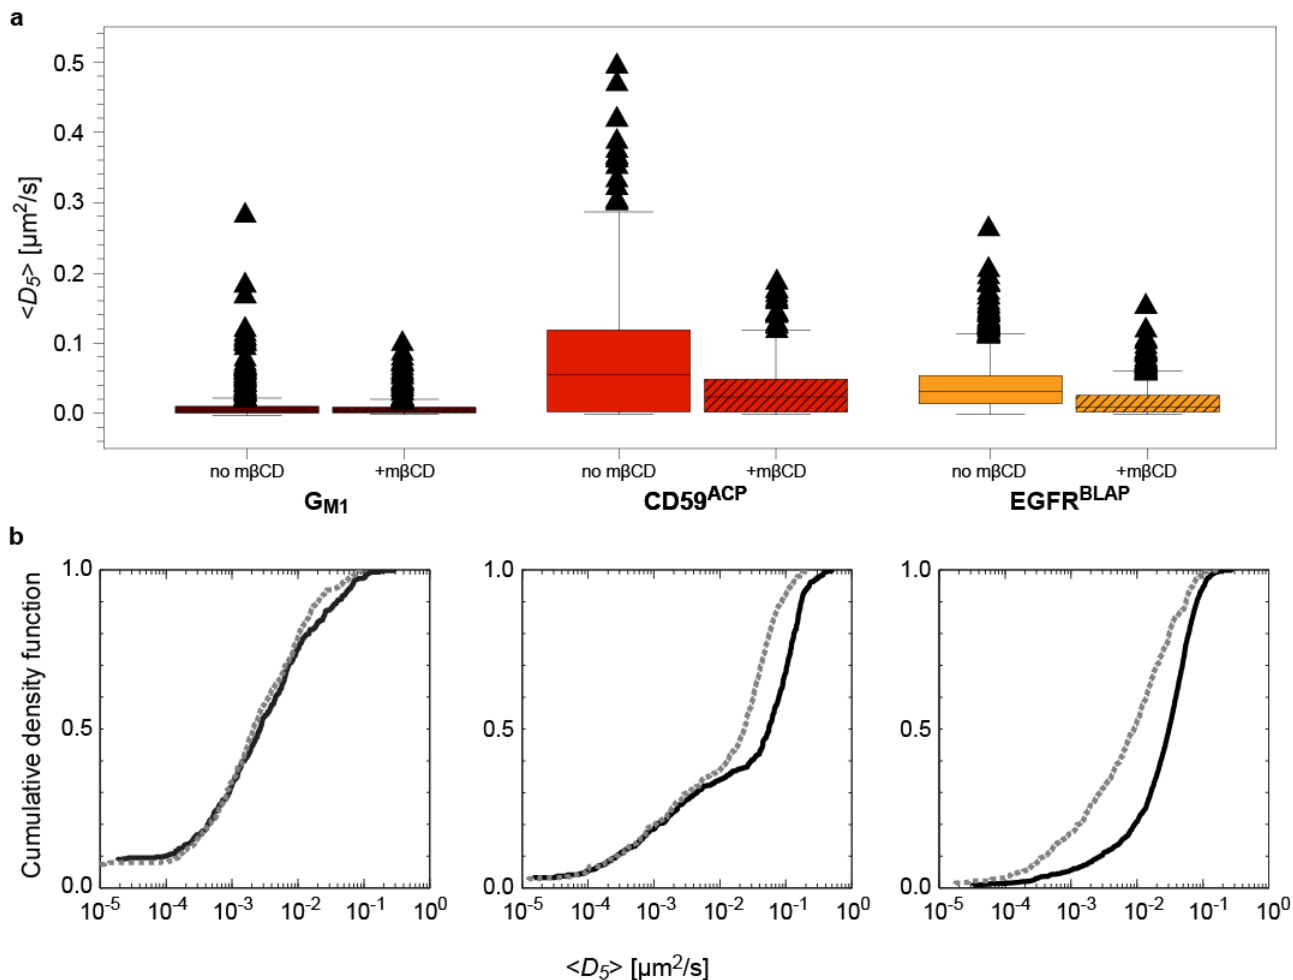 a
<D5> [µm2/s]
0.5
0.4
0.3
0.2
0.1
0.0
no mβCD +mβCD no mβCD +mβCD no mβCD +mβCD
GM1 CD59ACP EGFRBLAP
b
Cumulative density function
1.0 1.0 1.0
0.5 0.5 0.5
0.0 0.0 0.0
10-5 10-4 10-3 10-2 10-1 100 10-5 10-4 10-3 10-2 10-1 100 10-5 10-4 10-3 10-2 10-1 100
<D5> [µm2/s]